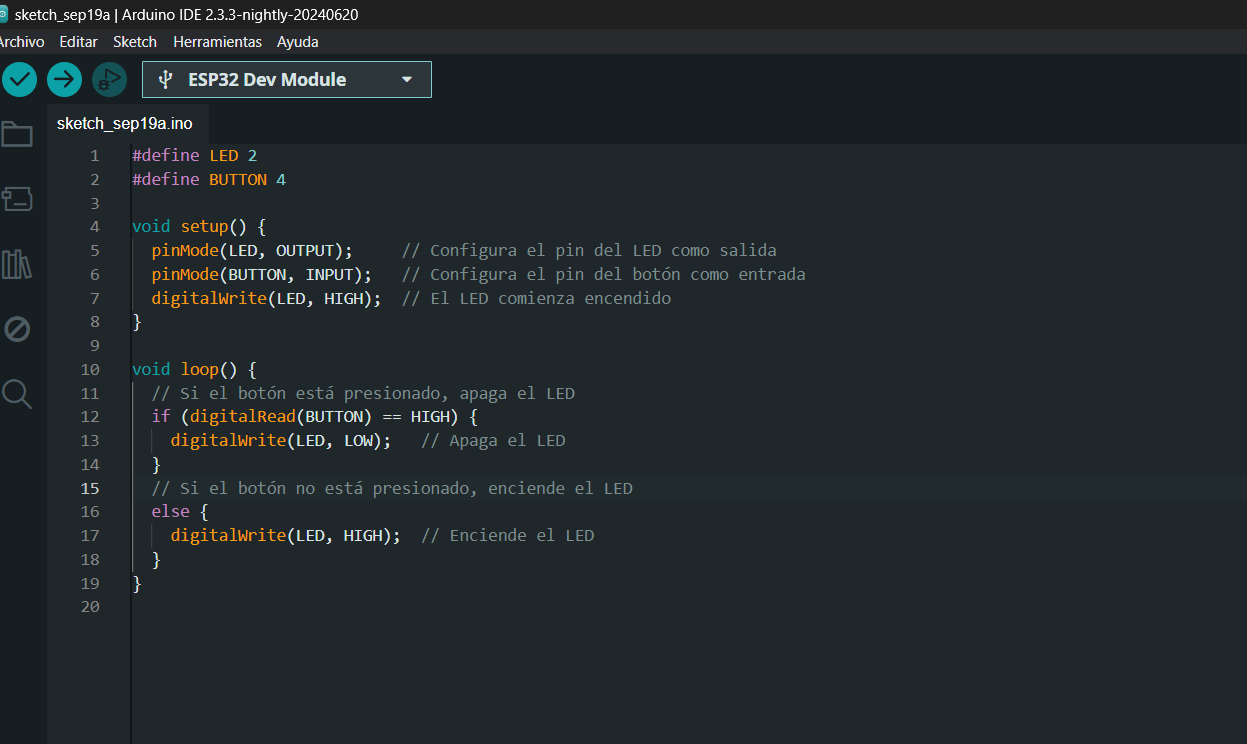 sketch_sep19a | Arduino IDE 2.3.3-nightly-20240620
Archivo Editar Sketch Herramientas Ayuda
ESP32 Dev Module
sketch_sep19a.ino
1 #define LED 2
2 #define BUTTON 4
3
4 void setup() {
5   pinMode(LED, OUTPUT);     // Configura el pin del LED como salida
6   pinMode(BUTTON, INPUT);   // Configura el pin del botón como entrada
7   digitalWrite(LED, HIGH);  // El LED comienza encendido
8 }
9
10 void loop() {
11   // Si el botón está presionado, apaga el LED
12   if (digitalRead(BUTTON) == HIGH) {
13     digitalWrite(LED, LOW);   // Apaga el LED
14   }
15   // Si el botón no está presionado, enciende el LED
16   else {
17     digitalWrite(LED, HIGH);  // Enciende el LED
18   }
19 }
20